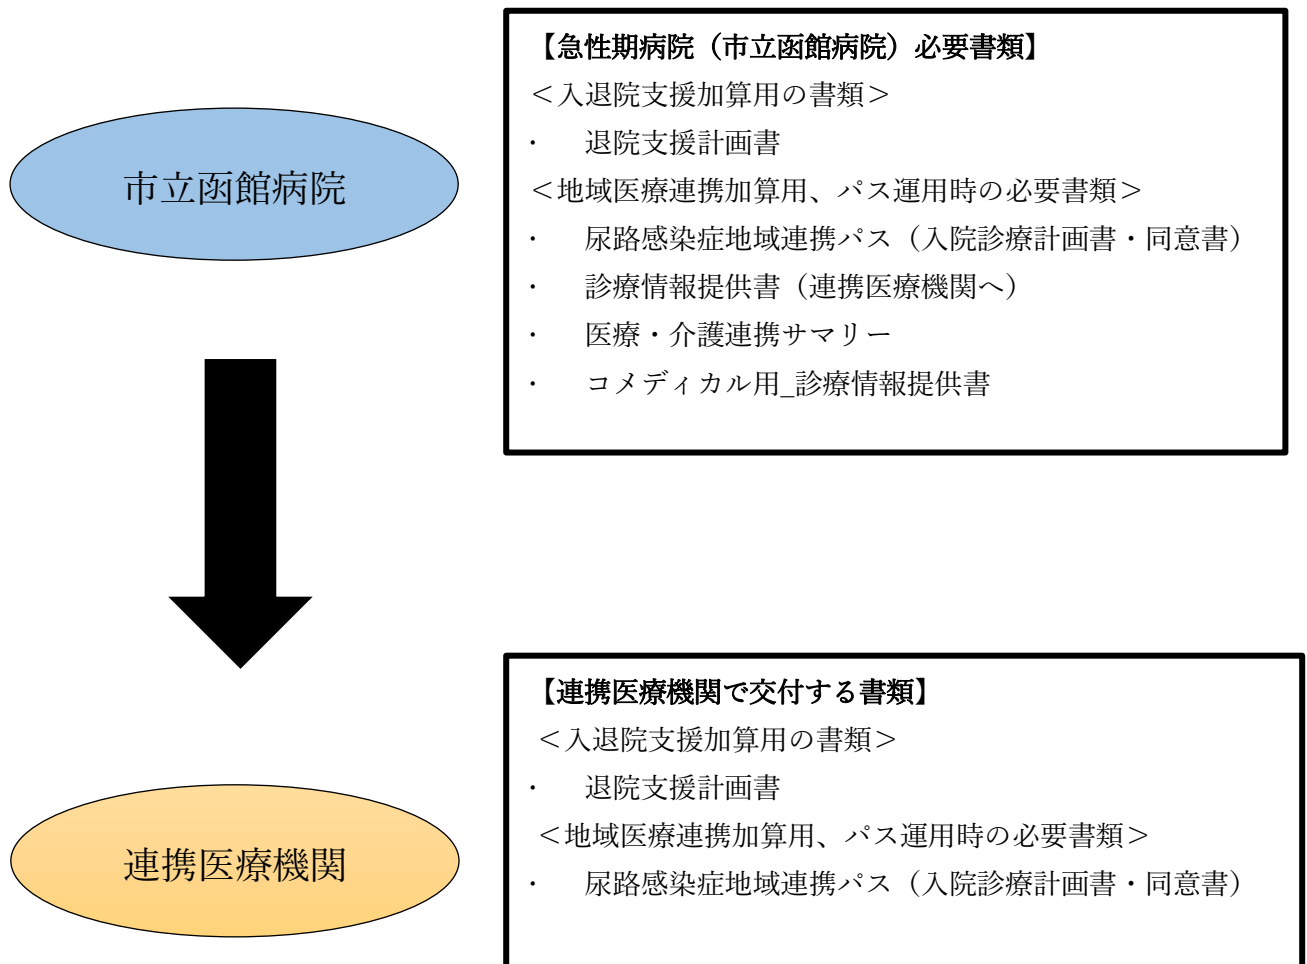 市立函館病院
【急性期病院（市立函館病院）必要書類】
＜入退院支援加算用の書類＞
・ 退院支援計画書
＜地域医療連携加算用、パス運用時の必要書類＞
・ 尿路感染症地域連携パス（入院診療計画書・同意書）
・ 診療情報提供書（連携医療機関へ）
・ 医療・介護連携サマリー
・ コメディカル用_診療情報提供書
連携医療機関
【連携医療機関で交付する書類】
＜入退院支援加算用の書類＞
・ 退院支援計画書
＜地域医療連携加算用、パス運用時の必要書類＞
・ 尿路感染症地域連携パス（入院診療計画書・同意書）